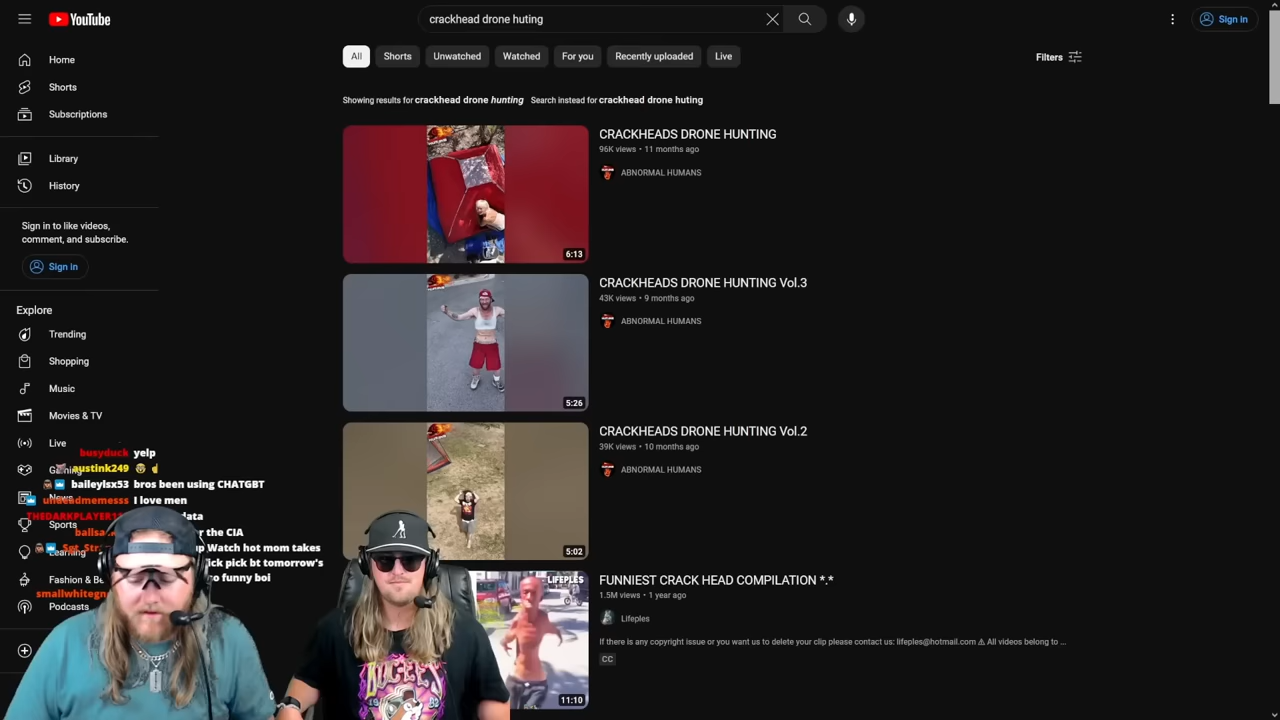 YouTube
crackhead drone huting
Sign in
All
Shorts
Unwatched
Watched
For you
Recently uploaded
Live
Filters
Home
Shorts
Subscriptions
Library
History
Sign in to like videos,
comment, and subscribe.
Sign in
Explore
Trending
Shopping
Music
Movies & TV
Live
News
Sports
Learning
Fashion & Be
Podcasts
Showing results for crackhead drone hunting Search instead for crackhead drone huting
CRACKHEADS DRONE HUNTING
96K views • 11 months ago
ABNORMAL HUMANS
6:13
CRACKHEADS DRONE HUNTING Vol.3
43K views • 9 months ago
ABNORMAL HUMANS
5:26
CRACKHEADS DRONE HUNTING Vol.2
39K views • 10 months ago
ABNORMAL HUMANS
5:02
FUNNIEST CRACK HEAD COMPILATION *.*
1.5M views • 1 year ago
Lifeples
If there is any copyright issue or you want us to delete your clip please contact us: lifeples@hotmail.com ⚠ All videos belong to ...
CC
LIFEPLES
11:10
busyduck yelp
austink249
baileylsx53 bros been using CHATGBT
undeadmemesss I love men
data
r the CIA
up Watch hot mom takes
ick pick bt tomorrow's
so funny boi
smallwhitegn
BUCEES